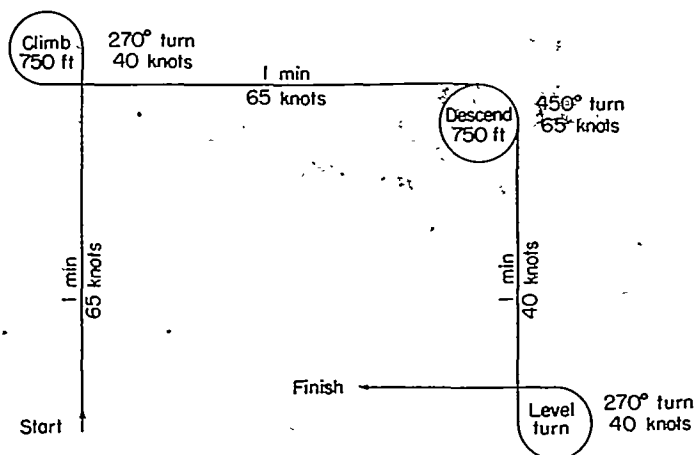 Climb
750 ft
270° turn
40 knots
1 min
65 knots
Descend
750 ft
450° turn
65 knots
1 min
65 knots
1 min
40 knots
Finish
Start
Level
turn
270° turn
40 knots